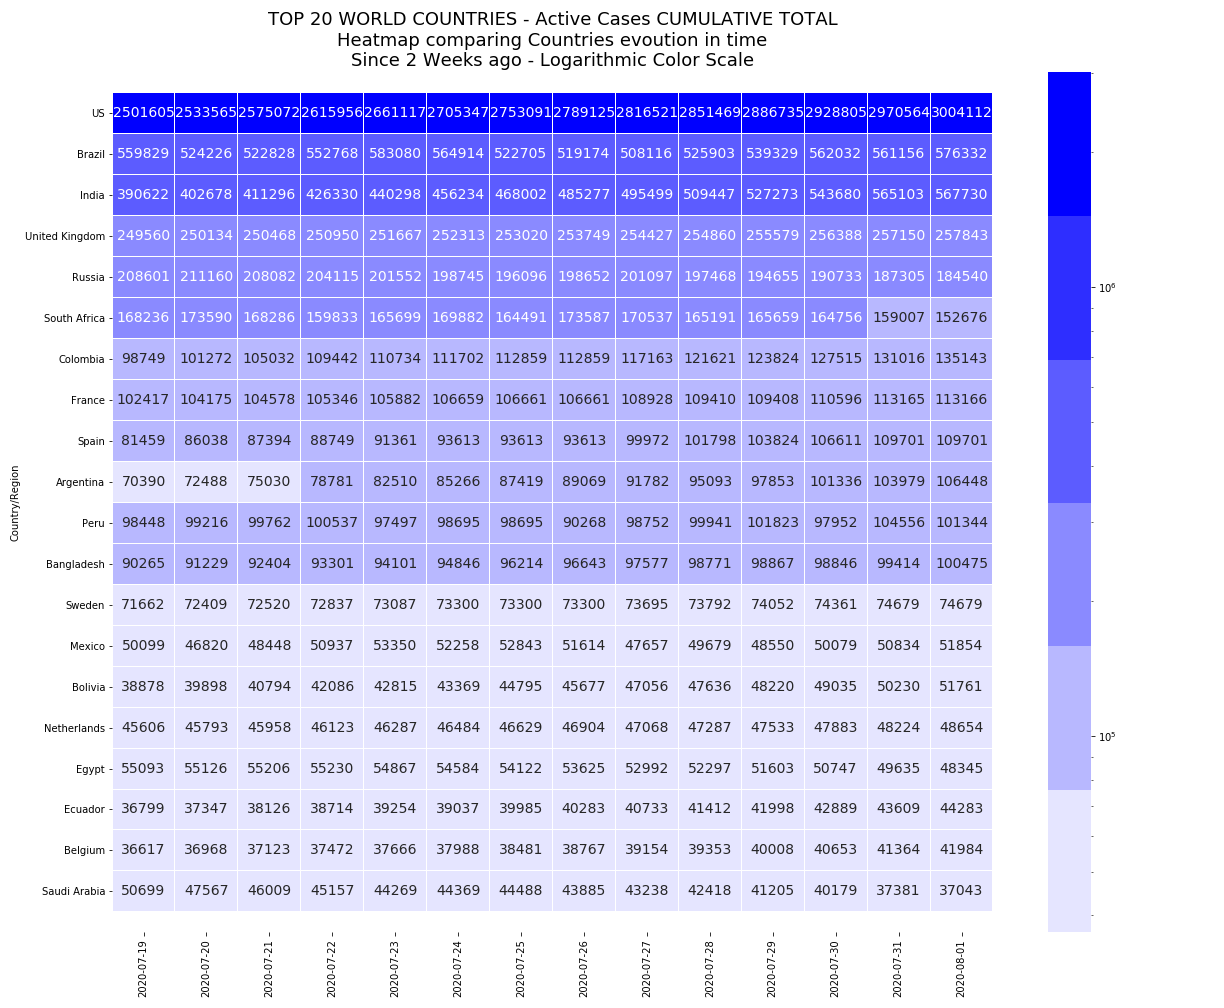 TOP 20 WORLD COUNTRIES - Active Cases CUMULATIVE TOTAL
Heatmap comparing Countries evoution in time
Since 2 Weeks ago - Logarithmic Color Scale
US 2501605 2533565 2575072 2615956 2661117 2705347 2753091 2789125 2816521 2851469 2886735 2928805 2970564 3004112
Brazil 559829 524226 522828 552768 583080 564914 522705 519174 508116 525903 539329 562032 561156 576332
India 390622 402678 411296 426330 440298 456234 468002 485277 495499 509447 527273 543680 565103 567730
United Kingdom 249560 250134 250468 250950 251667 252313 253020 253749 254427 254860 255579 256388 257150 257843
Russia 208601 211160 208082 204115 201552 198745 196096 198652 201097 197468 194655 190733 187305 184540
South Africa 168236 173590 168286 159833 165699 169882 164491 173587 170537 165191 165659 164756 159007 152676
Colombia 98749 101272 105032 109442 110734 111702 112859 112859 117163 121621 123824 127515 131016 135143
France 102417 104175 104578 105346 105882 106659 106661 106661 108928 109410 109408 110596 113165 113166
Spain 81459 86038 87394 88749 91361 93613 93613 93613 99972 101798 103824 106611 109701 109701
Argentina 70390 72488 75030 78781 82510 85266 87419 89069 91782 95093 97853 101336 103979 106448
Peru 98448 99216 99762 100537 97497 98695 98695 90268 98752 99941 101823 97952 104556 101344
Bangladesh 90265 91229 92404 93301 94101 94846 96214 96643 97577 98771 98867 98846 99414 100475
Sweden 71662 72409 72520 72837 73087 73300 73300 73300 73695 73792 74052 74361 74679 74679
Mexico 50099 46820 48448 50937 53350 52258 52843 51614 47657 49679 48550 50079 50834 51854
Bolivia 38878 39898 40794 42086 42815 43369 44795 45677 47056 47636 48220 49035 50230 51761
Netherlands 45606 45793 45958 46123 46287 46484 46629 46904 47068 47287 47533 47883 48224 48654
Egypt 55093 55126 55206 55230 54867 54584 54122 53625 52992 52297 51603 50747 49635 48345
Ecuador 36799 37347 38126 38714 39254 39037 39985 40283 40733 41412 41998 42889 43609 44283
Belgium 36617 36968 37123 37472 37666 37988 38481 38767 39154 39353 40008 40653 41364 41984
Saudi Arabia 50699 47567 46009 45157 44269 44369 44488 43885 43238 42418 41205 40179 37381 37043
2020-07-19 2020-07-20 2020-07-21 2020-07-22 2020-07-23 2020-07-24 2020-07-25 2020-07-26 2020-07-27 2020-07-28 2020-07-29 2020-07-30 2020-07-31 2020-08-01
Country/Region
10⁶
10⁵